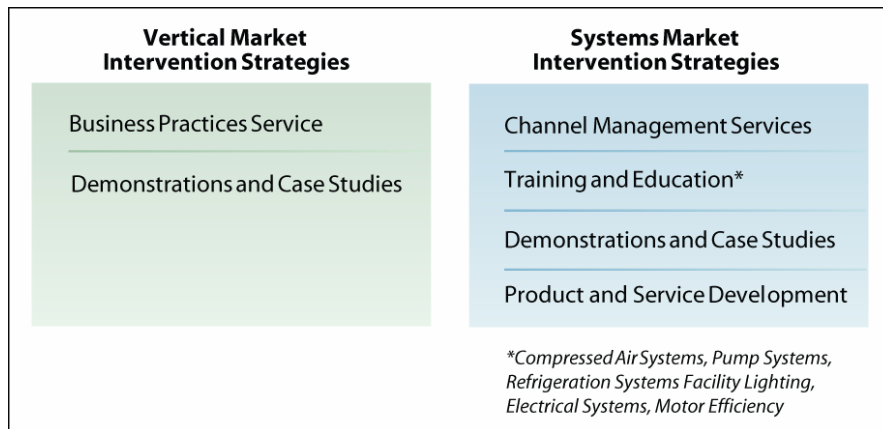 Vertical Market
Intervention Strategies
Business Practices Service
Demonstrations and Case Studies
Systems Market
Intervention Strategies
Channel Management Services
Training and Education*
Demonstrations and Case Studies
Product and Service Development
*Compressed Air Systems, Pump Systems,
Refrigeration Systems Facility Lighting,
Electrical Systems, Motor Efficiency